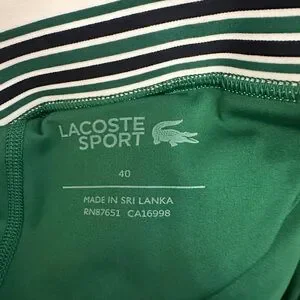 LACOSTE
SPORT
40
MADE IN SRI LANKA
RN87651 CA16998